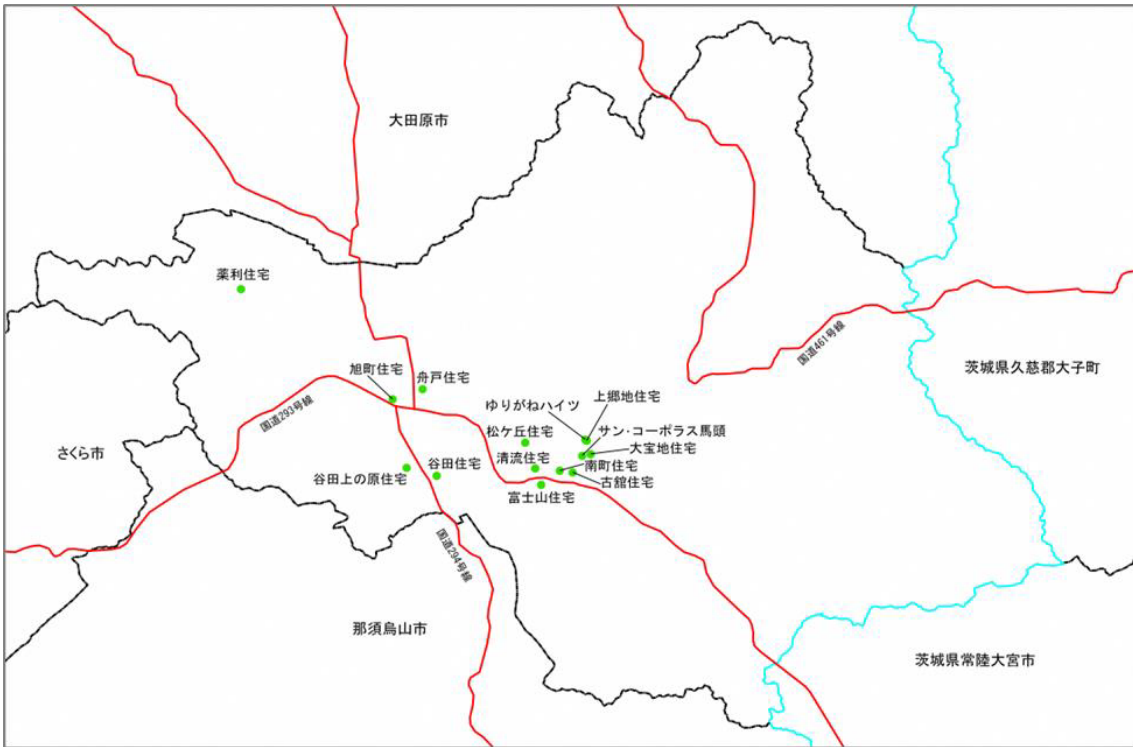 大田原市
薬利住宅
国道461号線
茨城県久慈郡大子町
旭町住宅
舟戸住宅
国道293号線
ゆりがねハイツ
上郷地住宅
松ケ丘住宅
サン・コーポラス馬頭
大宝地住宅
さくら市
清流住宅
南町住宅
谷田住宅
谷田上の原住宅
古舘住宅
富士山住宅
国道294号線
那須烏山市
茨城県常陸大宮市